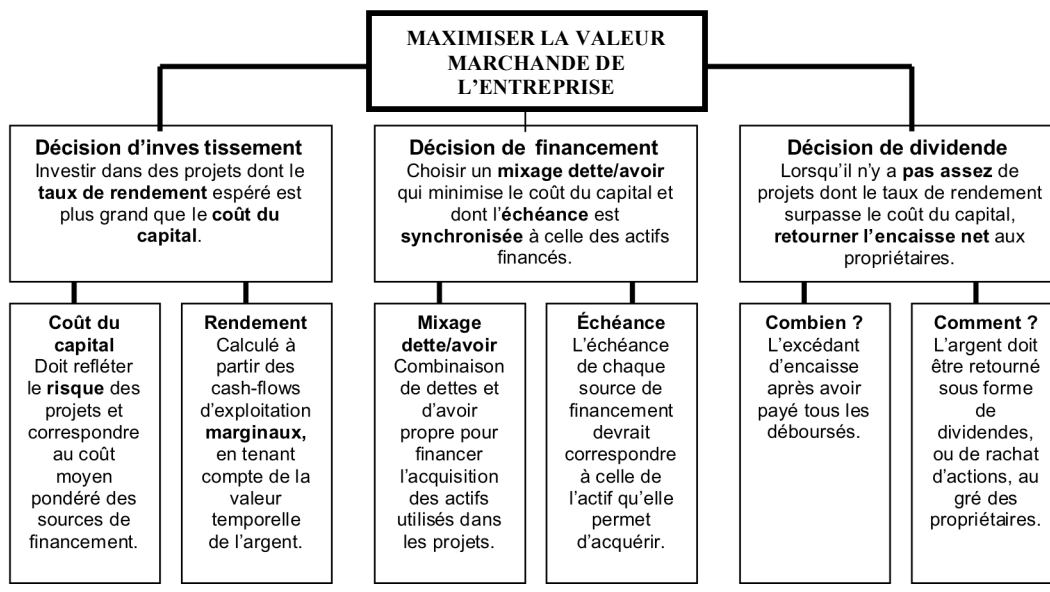 MAXIMISER LA VALEUR
MARCHANDE DE
L'ENTREPRISE
Décision d'inves tissement
Investir dans des projets dont le
taux de rendement espéré est
plus grand que le coût du
capital.
Décision de financement
Choisir un mixage dette/avoir
qui minimise le coût du capital et
dont l'échéance est
synchronisée à celle des actifs
financés.
Décision de dividende
Lorsqu'il n'y a pas assez de
projets dont le taux de rendement
surpasse le coût du capital,
retourner l'encaisse net aux
propriétaires.
Coût du
capital
Doit refléter
le risque des
projets et
correspondre
au coût
moyen
pondéré des
sources de
financement.
Rendement
Calculé à
partir des
cash-flows
d'exploitation
marginaux,
en tenant
compte de la
valeur
temporelle
de l'argent.
Mixage
dette/avoir
Combinaison
de dettes et
d'avoir
propre pour
financer
l'acquisition
des actifs
utilisés dans
les projets.
Échéance
L'échéance
de chaque
source de
financement
devrait
correspondre
à celle de
l'actif qu'elle
permet
d'acquérir.
Combien ?
L'excédant
d'encaisse
après avoir
payé tous les
déboursés.
Comment ?
L'argent doit
être retourné
sous forme
de
dividendes,
ou de rachat
d'actions, au
gré des
propriétaires.